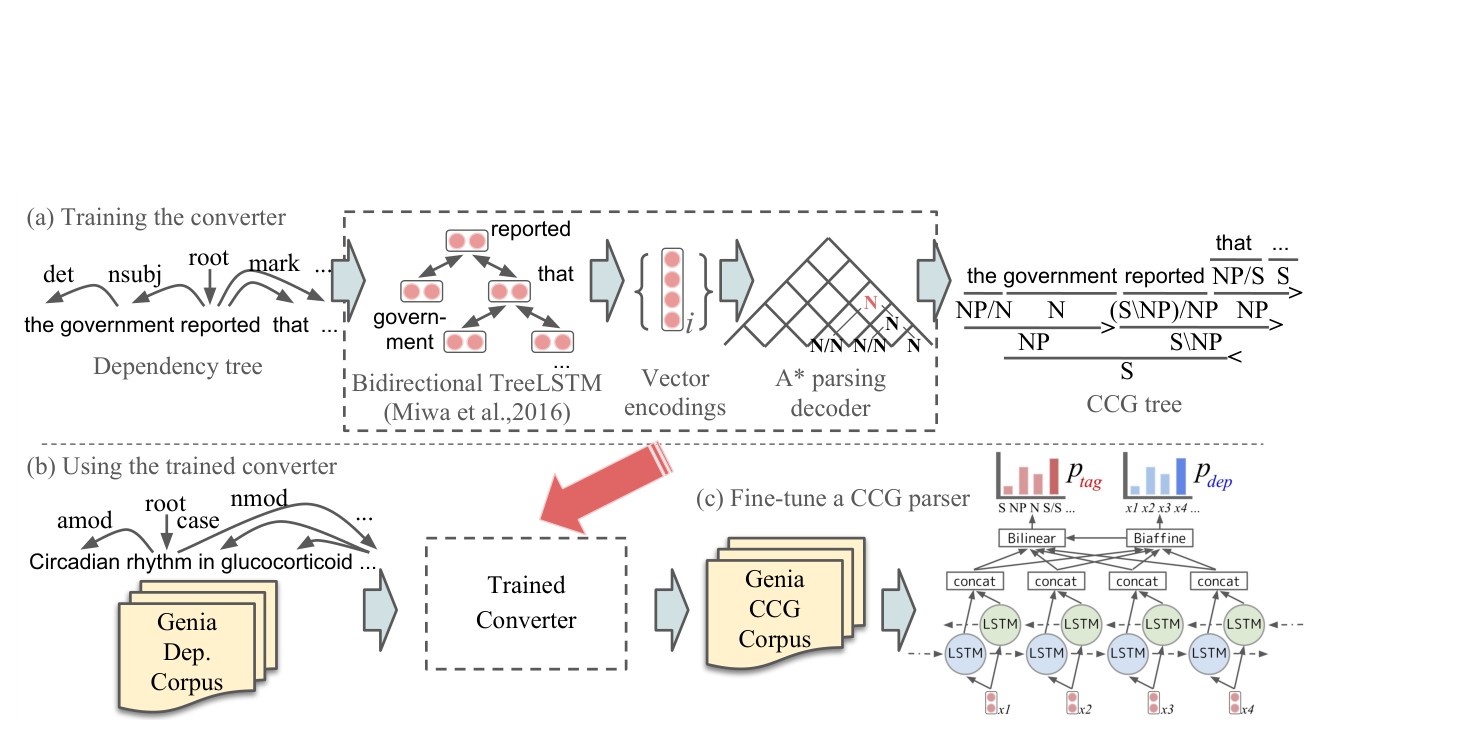 (a) Training the converter
det nsubj root mark ...
the government reported that ...
Dependency tree
reported
that
govern-
ment
...
Bidirectional TreeLSTM
(Miwa et al.,2016)
i
Vector
encodings
N
N
N/N N/N N
A* parsing
decoder
that ...
the government reported NP/S S
>
NP/N N (S\NP)/NP NP
> >
NP S\NP
<
S
CCG tree
(b) Using the trained converter
amod root case nmod ...
Circadian rhythm in glucocorticoid ...
Genia
Dep.
Corpus
Trained
Converter
(c) Fine-tune a CCG parser
Genia
CCG
Corpus
Ptag Pdep
S NP N S/S ... x1 x2 x3 x4 ...
Bilinear Biaffine
concat concat concat concat
LSTM LSTM LSTM LSTM
LSTM LSTM LSTM LSTM
x1 x2 x3 x4